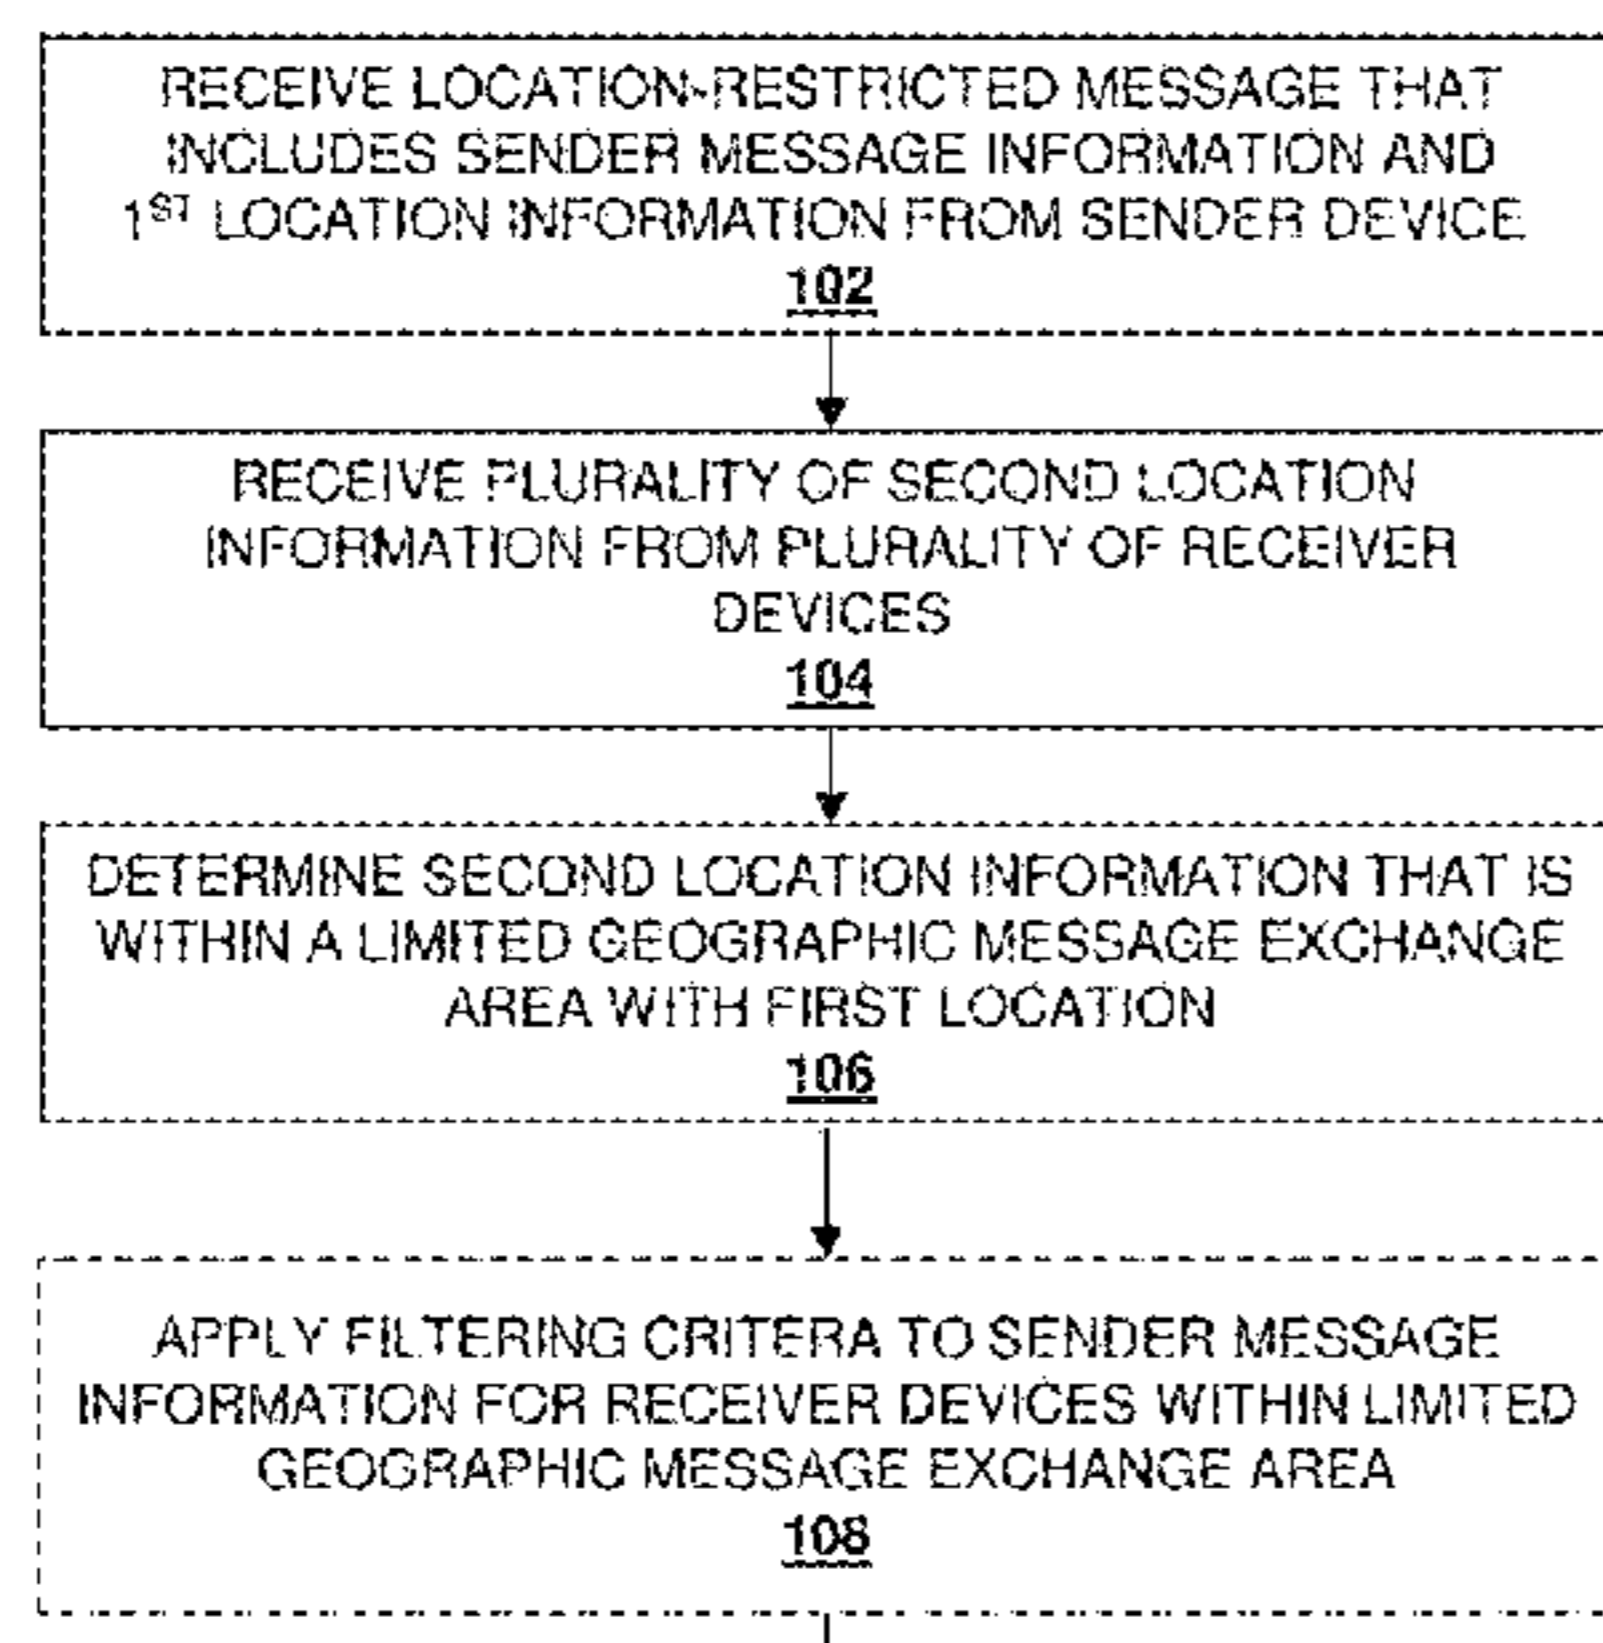 RECEIVE LOCATION-RESTRICTED MESSAGE THAT
INCLUDES SENDER MESSAGE INFORMATION AND
1ST LOCATION INFORMATION FROM SENDER DEVICE
102
RECEIVE PLURALITY OF SECOND LOCATION
INFORMATION FROM PLURALITY OF RECEIVER
DEVICES
104
DETERMINE SECOND LOCATION INFORMATION THAT IS
WITHIN A LIMITED GEOGRAPHIC MESSAGE EXCHANGE
AREA WITH FIRST LOCATION
106
APPLY FILTERING CRITERA TO SENDER MESSAGE
INFORMATION FOR RECEIVER DEVICES WITHIN LIMITED
GEOGRAPHIC MESSAGE EXCHANGE AREA
108